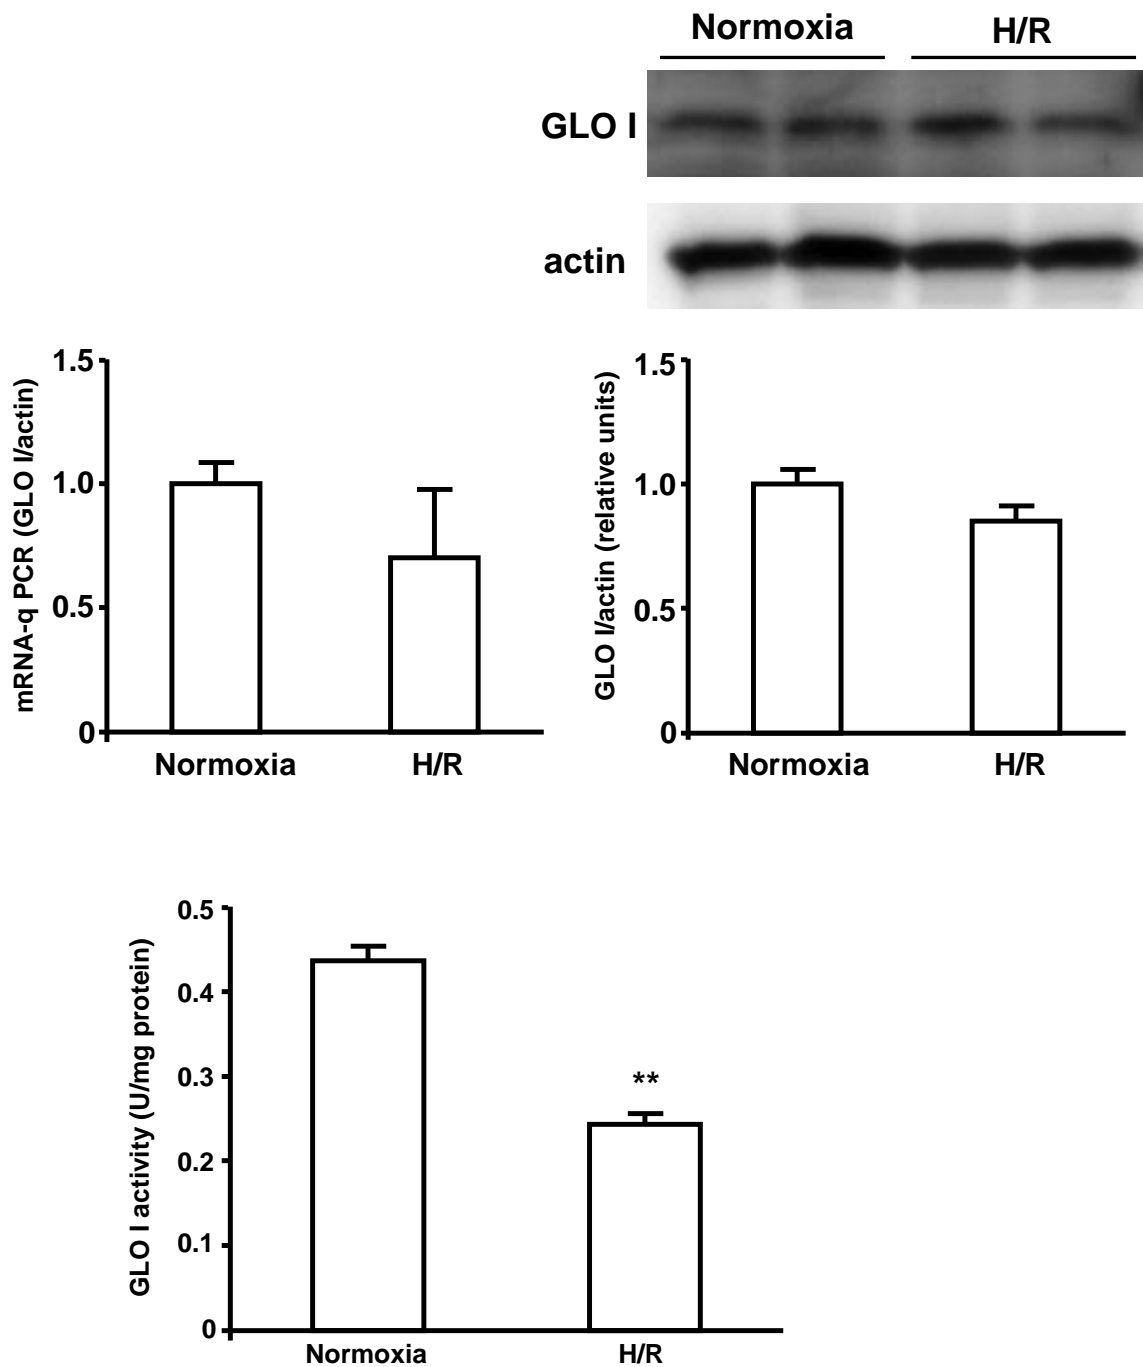 Normoxia H/R
GLO I
actin
mRNA-q PCR (GLO I/actin)
1.5
1.0
0.5
0
Normoxia H/R
GLO I/actin (relative units)
1.5
1.0
0.5
0
Normoxia H/R
GLO I activity (U/mg protein)
0.5
0.4
0.3
0.2
0.1
0
**
Normoxia H/R